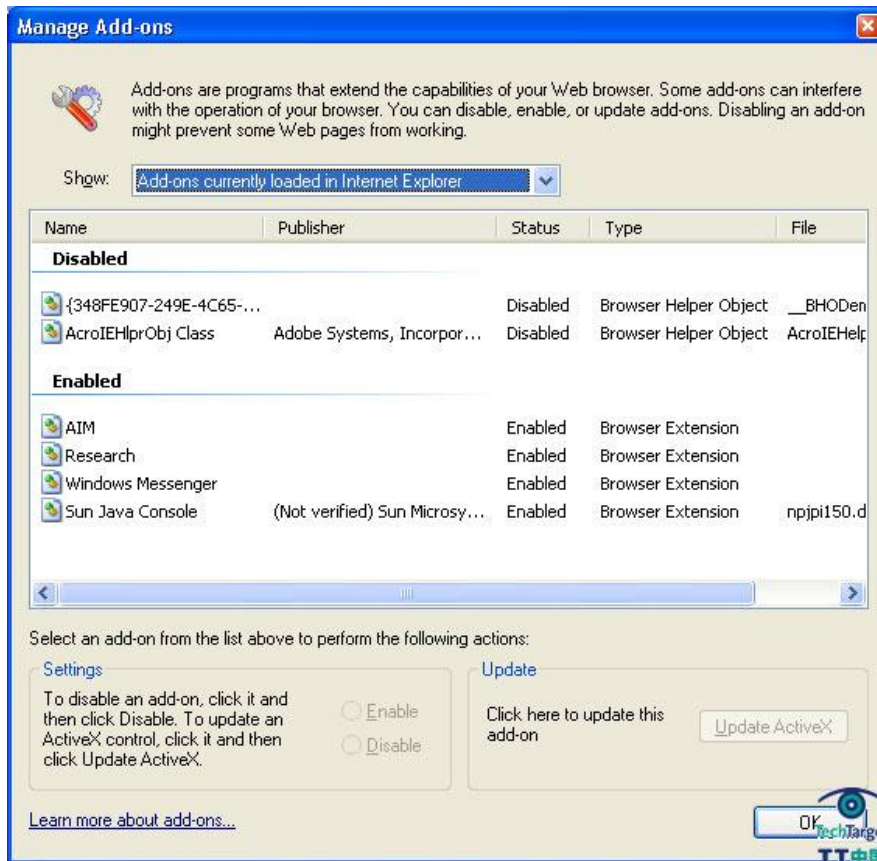 Manage Add-ons
Add-ons are programs that extend the capabilities of your Web browser. Some add-ons can interfere
with the operation of your browser. You can disable, enable, or update add-ons. Disabling an add-on
might prevent some Web pages from working.
Show: Add-ons currently loaded in Internet Explorer
Name Publisher Status Type File
Disabled
{348FE907-249E-4C65-... Disabled Browser Helper Object __BHODen
AcroIEHlprObj Class Adobe Systems, Incorpor... Disabled Browser Helper Object AcroIEHelp
Enabled
AIM Enabled Browser Extension
Research Enabled Browser Extension
Windows Messenger Enabled Browser Extension
Sun Java Console (Not verified) Sun Microsy... Enabled Browser Extension npjpi150.d
Select an add-on from the list above to perform the following actions:
Settings
To disable an add-on, click it and
then click Disable. To update an
ActiveX control, click it and then
click Update ActiveX.
Enable
Disable
Update
Click here to update this
add-on
Update ActiveX
Learn more about add-ons...
OK
TechTarge
TT中国